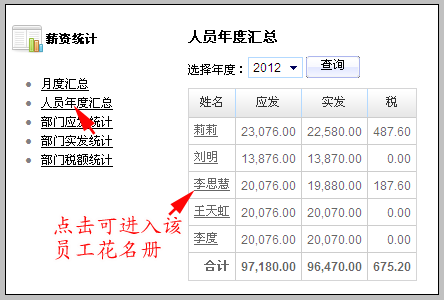 薪资统计
月度汇总
人员年度汇总
部门应发统计
部门实发统计
部门税额统计
点击可进入该
员工花名册
人员年度汇总
选择年度： 2012 查询
姓名 应发 实发 税
莉莉 23,076.00 22,580.00 487.60
刘明 13,876.00 13,870.00 0.00
李思慧 20,076.00 19,880.00 187.60
王天虹 20,076.00 20,070.00 0.00
李度 20,076.00 20,070.00 0.00
合计 97,180.00 96,470.00 675.20